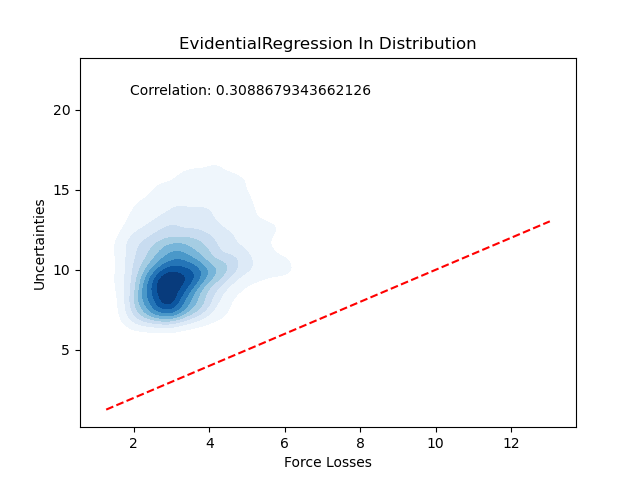 EvidentialRegression In Distribution
Correlation: 0.3088679343662126
20
15
10
5
Uncertainties
2 4 6 8 10 12
Force Losses